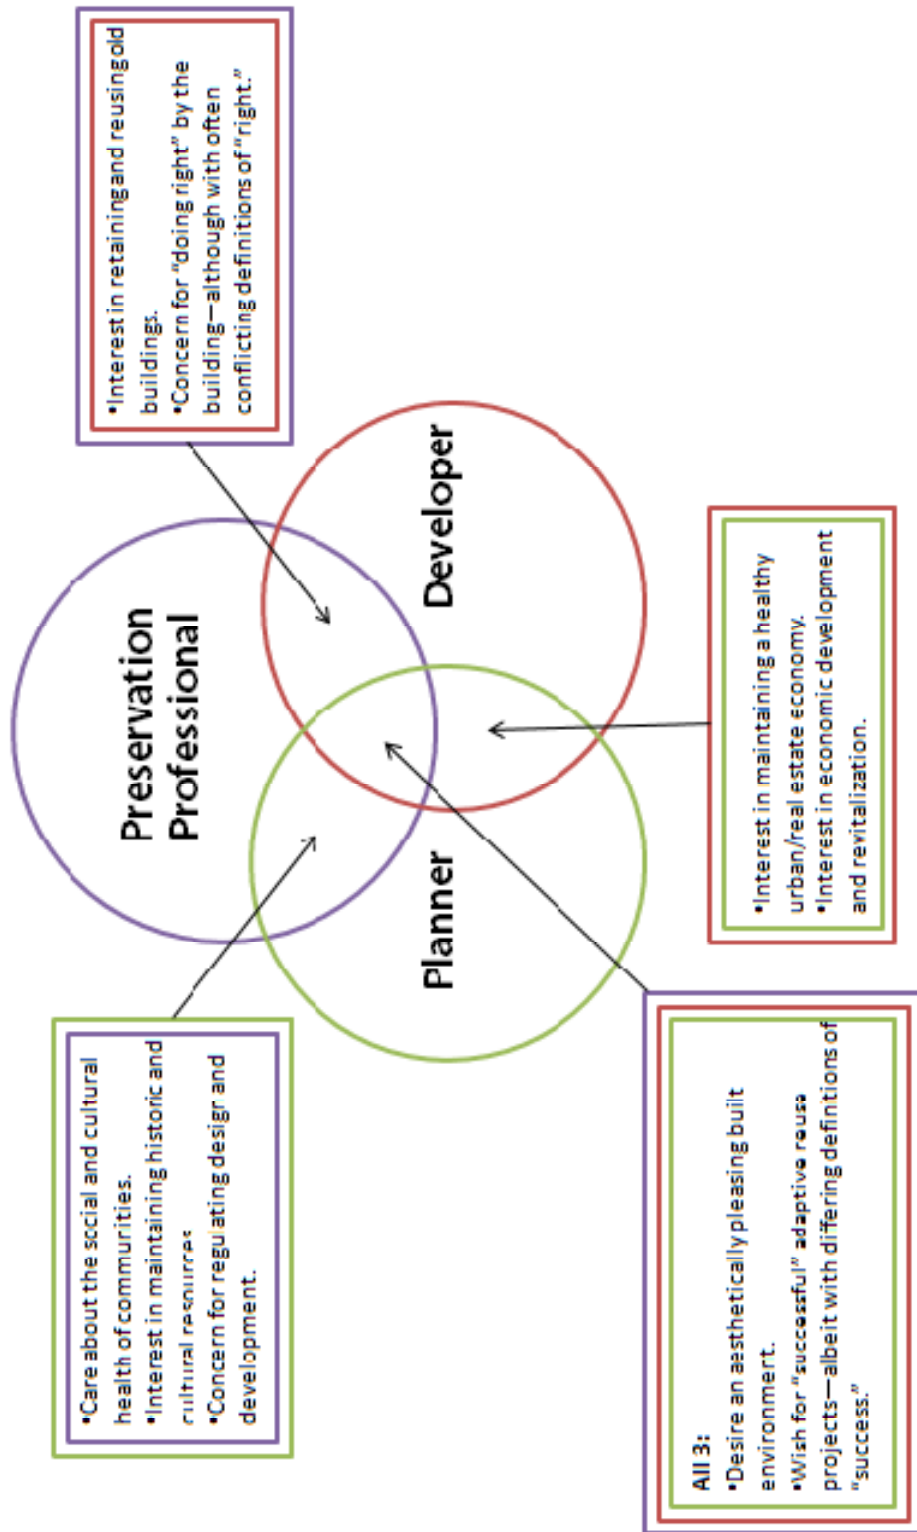 •Care about the social and cultural
health of communities.
•Interest in maintaining historic and
cultural resources
•Concern for regulating design and
development.
•Interest in retaining and reusing old
buildings.
•Concern for "doing right" by the
building—although with often
conflicting definitions of "right."
Preservation
Professional
Planner
Developer
All 3:
•Desire an aesthetically pleasing built
environment.
•Wish for "successful" adaptive reuse
projects—albeit with differing defintions of
"success."
•Interest in maintaining a healthy
urban/real estate economy.
•Interest in economic development
and revitalization.